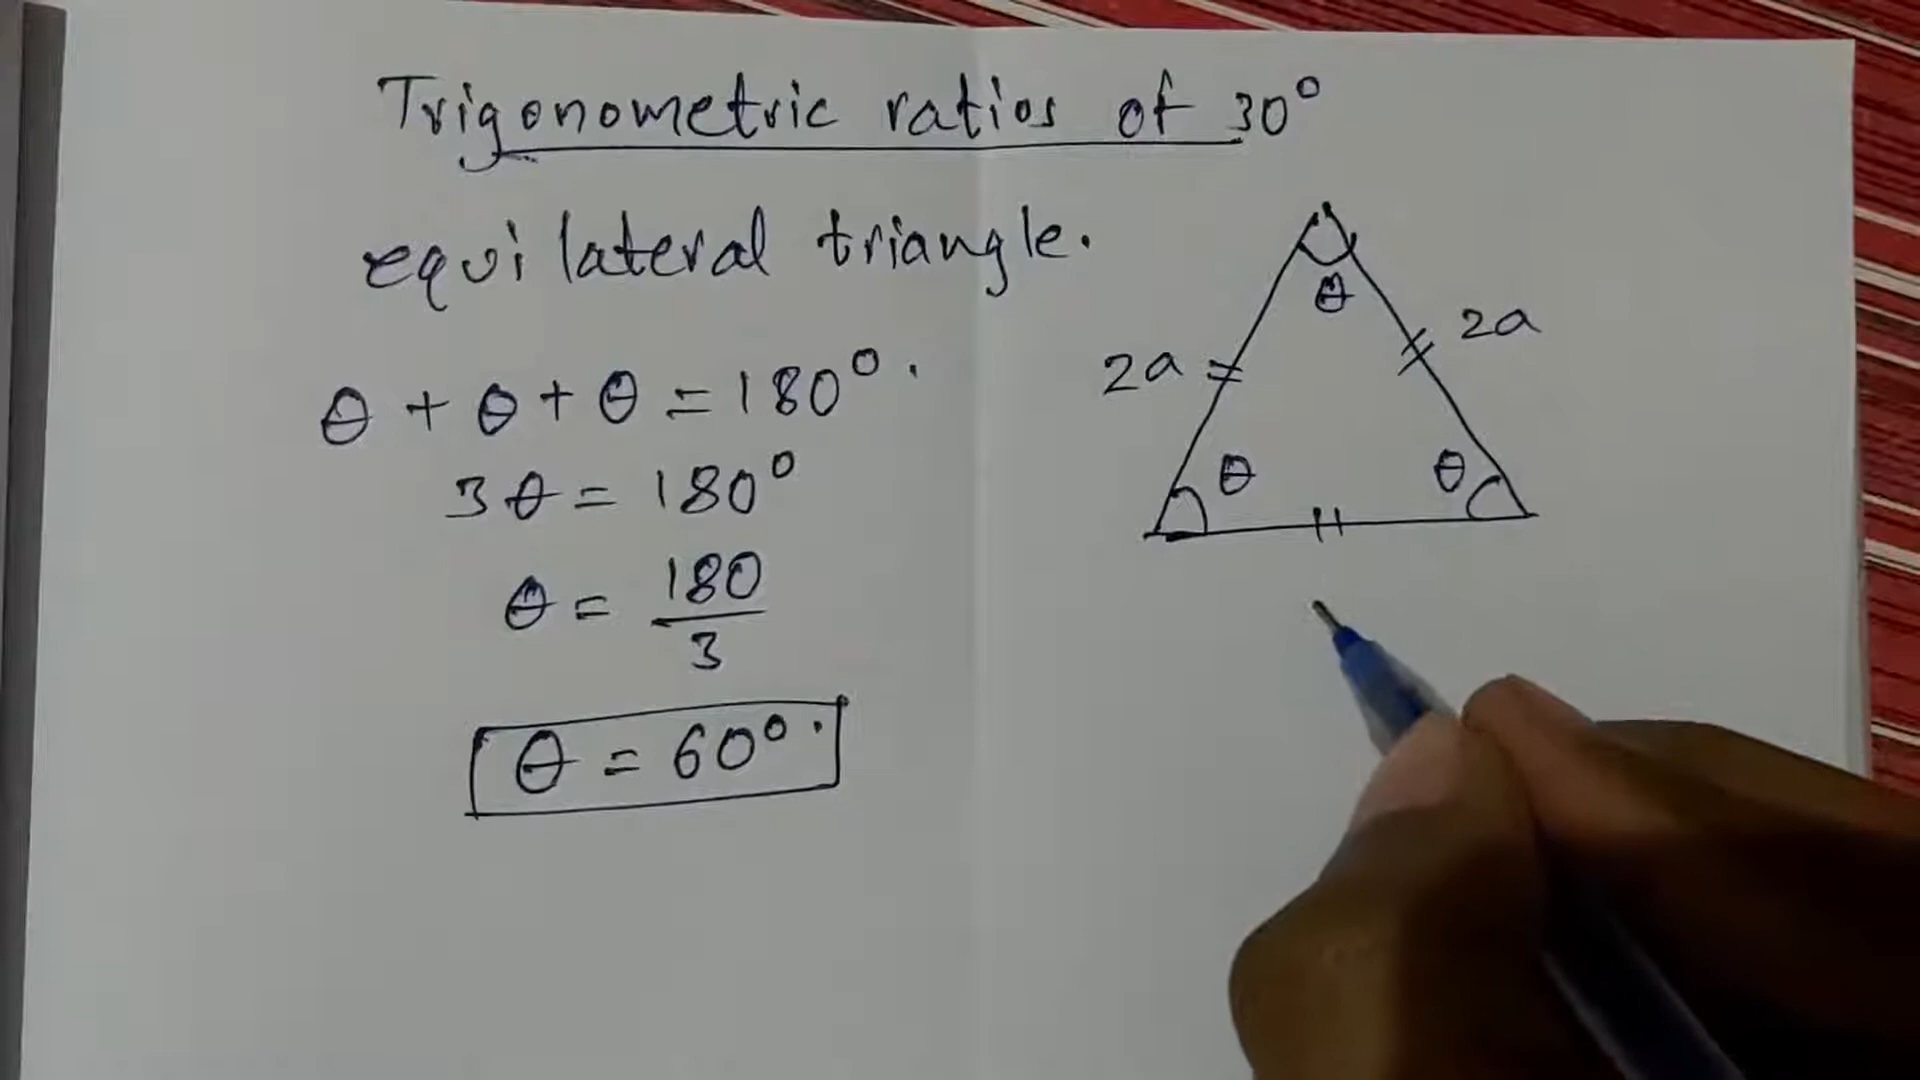 Trigonometric ratios of 30°
equilateral triangle.
θ + θ + θ = 180°.
3θ = 180°
θ = 180/3
θ = 60°.
θ
2a
2a
θ
θ